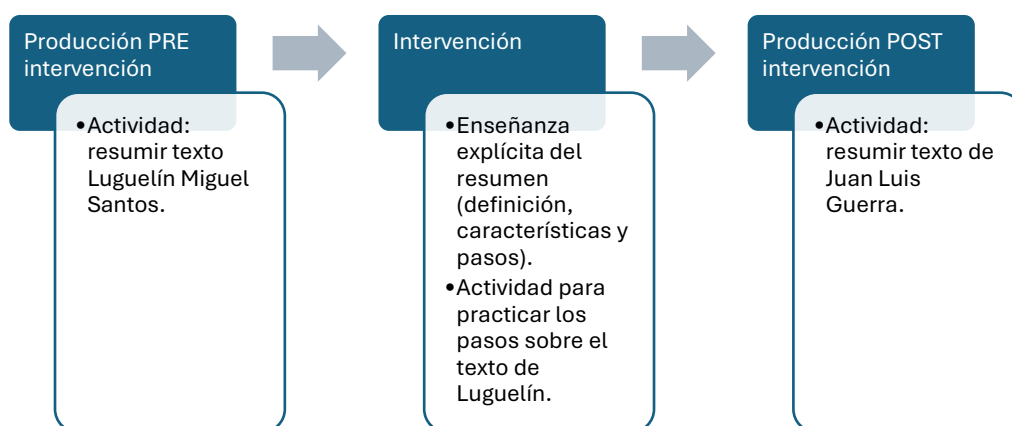 Producción PRE
intervención
•Actividad:
resumir texto
Luguelín Miguel
Santos.
Intervención
•Enseñanza
explícita del
resumen
(definición,
características y
pasos).
•Actividad para
practicar los
pasos sobre el
texto de
Luguelín.
Producción POST
intervención
•Actividad:
resumir texto de
Juan Luis
Guerra.